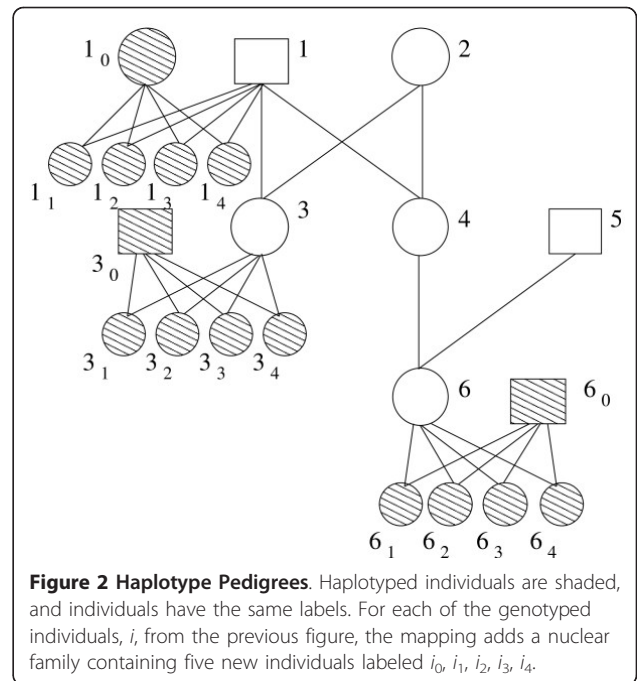 1 0 1 2
1 1 1 2 1 3 1 4
3 4 5
3 0
3 1 3 2 3 3 3 4
6 6 0
6 1 6 2 6 3 6 4
Figure 2 Haplotype Pedigrees. Haplotyped individuals are shaded,
and individuals have the same labels. For each of the genotyped
individuals, i, from the previous figure, the mapping adds a nuclear
family containing five new individuals labeled i0, i1, i2, i3, i4.